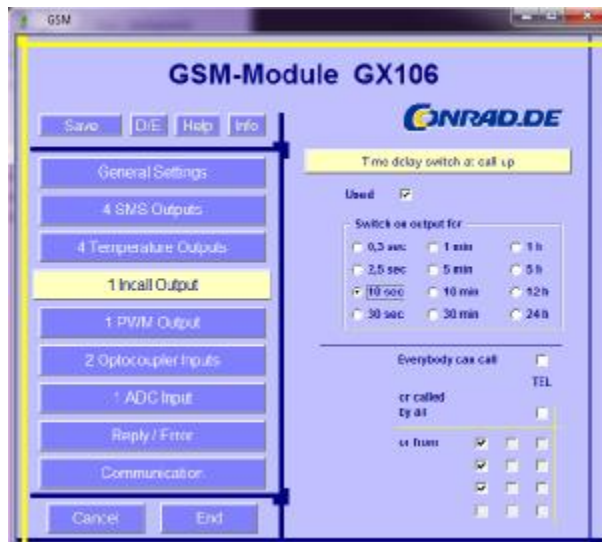 GSM
GSM-Module GX106
CONRAD.DE
Save D/E Help Info
General Settings
4 SMS Outputs
4 Temperature Outputs
1 Incall Output
1 PWM Output
2 Optocoupler Inputs
1 ADC Input
Reply / Error
Communication
Cancel End
Time delay switch at call up
Used
Switch on output for
0,3 sec 1 min 1 h
2,5 sec 5 min 5 h
10 sec 10 min 12 h
30 sec 30 min 24 h
Everybody can call
TEL
or called
by all
or from